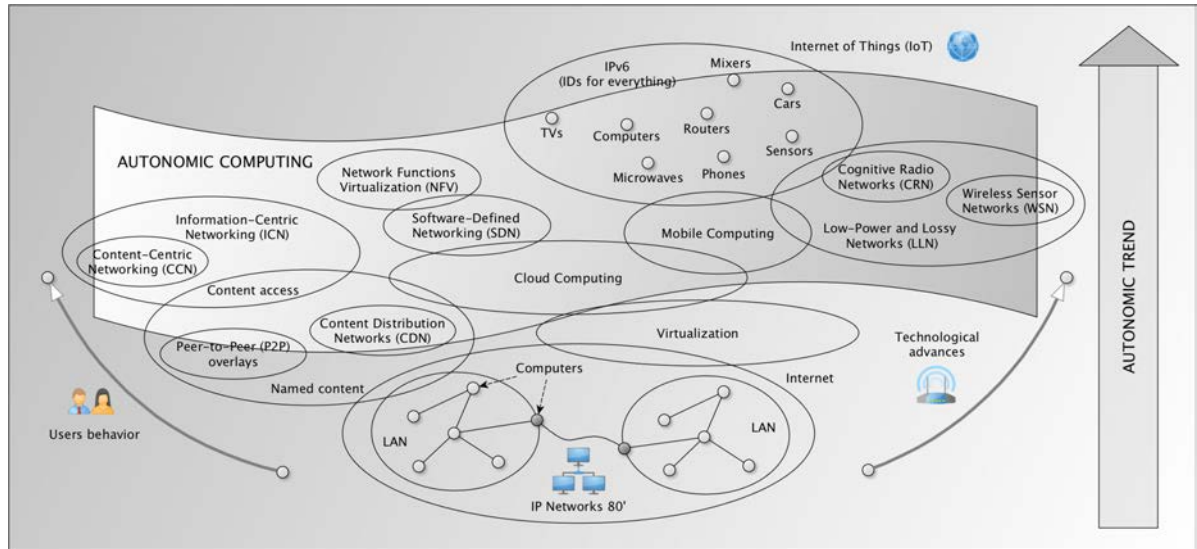 Internet of Things (IoT)
IPv6
(IDs for everything)
Mixers
Cars
TVs
Computers
Routers
Sensors
Microwaves
Phones
AUTONOMIC COMPUTING
Network Functions
Virtualization (NFV)
Cognitive Radio
Networks (CRN)
Wireless Sensor
Networks (WSN)
Information-Centric
Networking (ICN)
Software-Defined
Networking (SDN)
Mobile Computing
Low-Power and Lossy
Networks (LLN)
Content-Centric
Networking (CCN)
Cloud Computing
Content access
Content Distribution
Networks (CDN)
Virtualization
Peer-to-Peer (P2P)
overlays
Technological
advances
Named content
Computers
Internet
Users behavior
LAN
LAN
IP Networks 80'
AUTONOMIC TREND